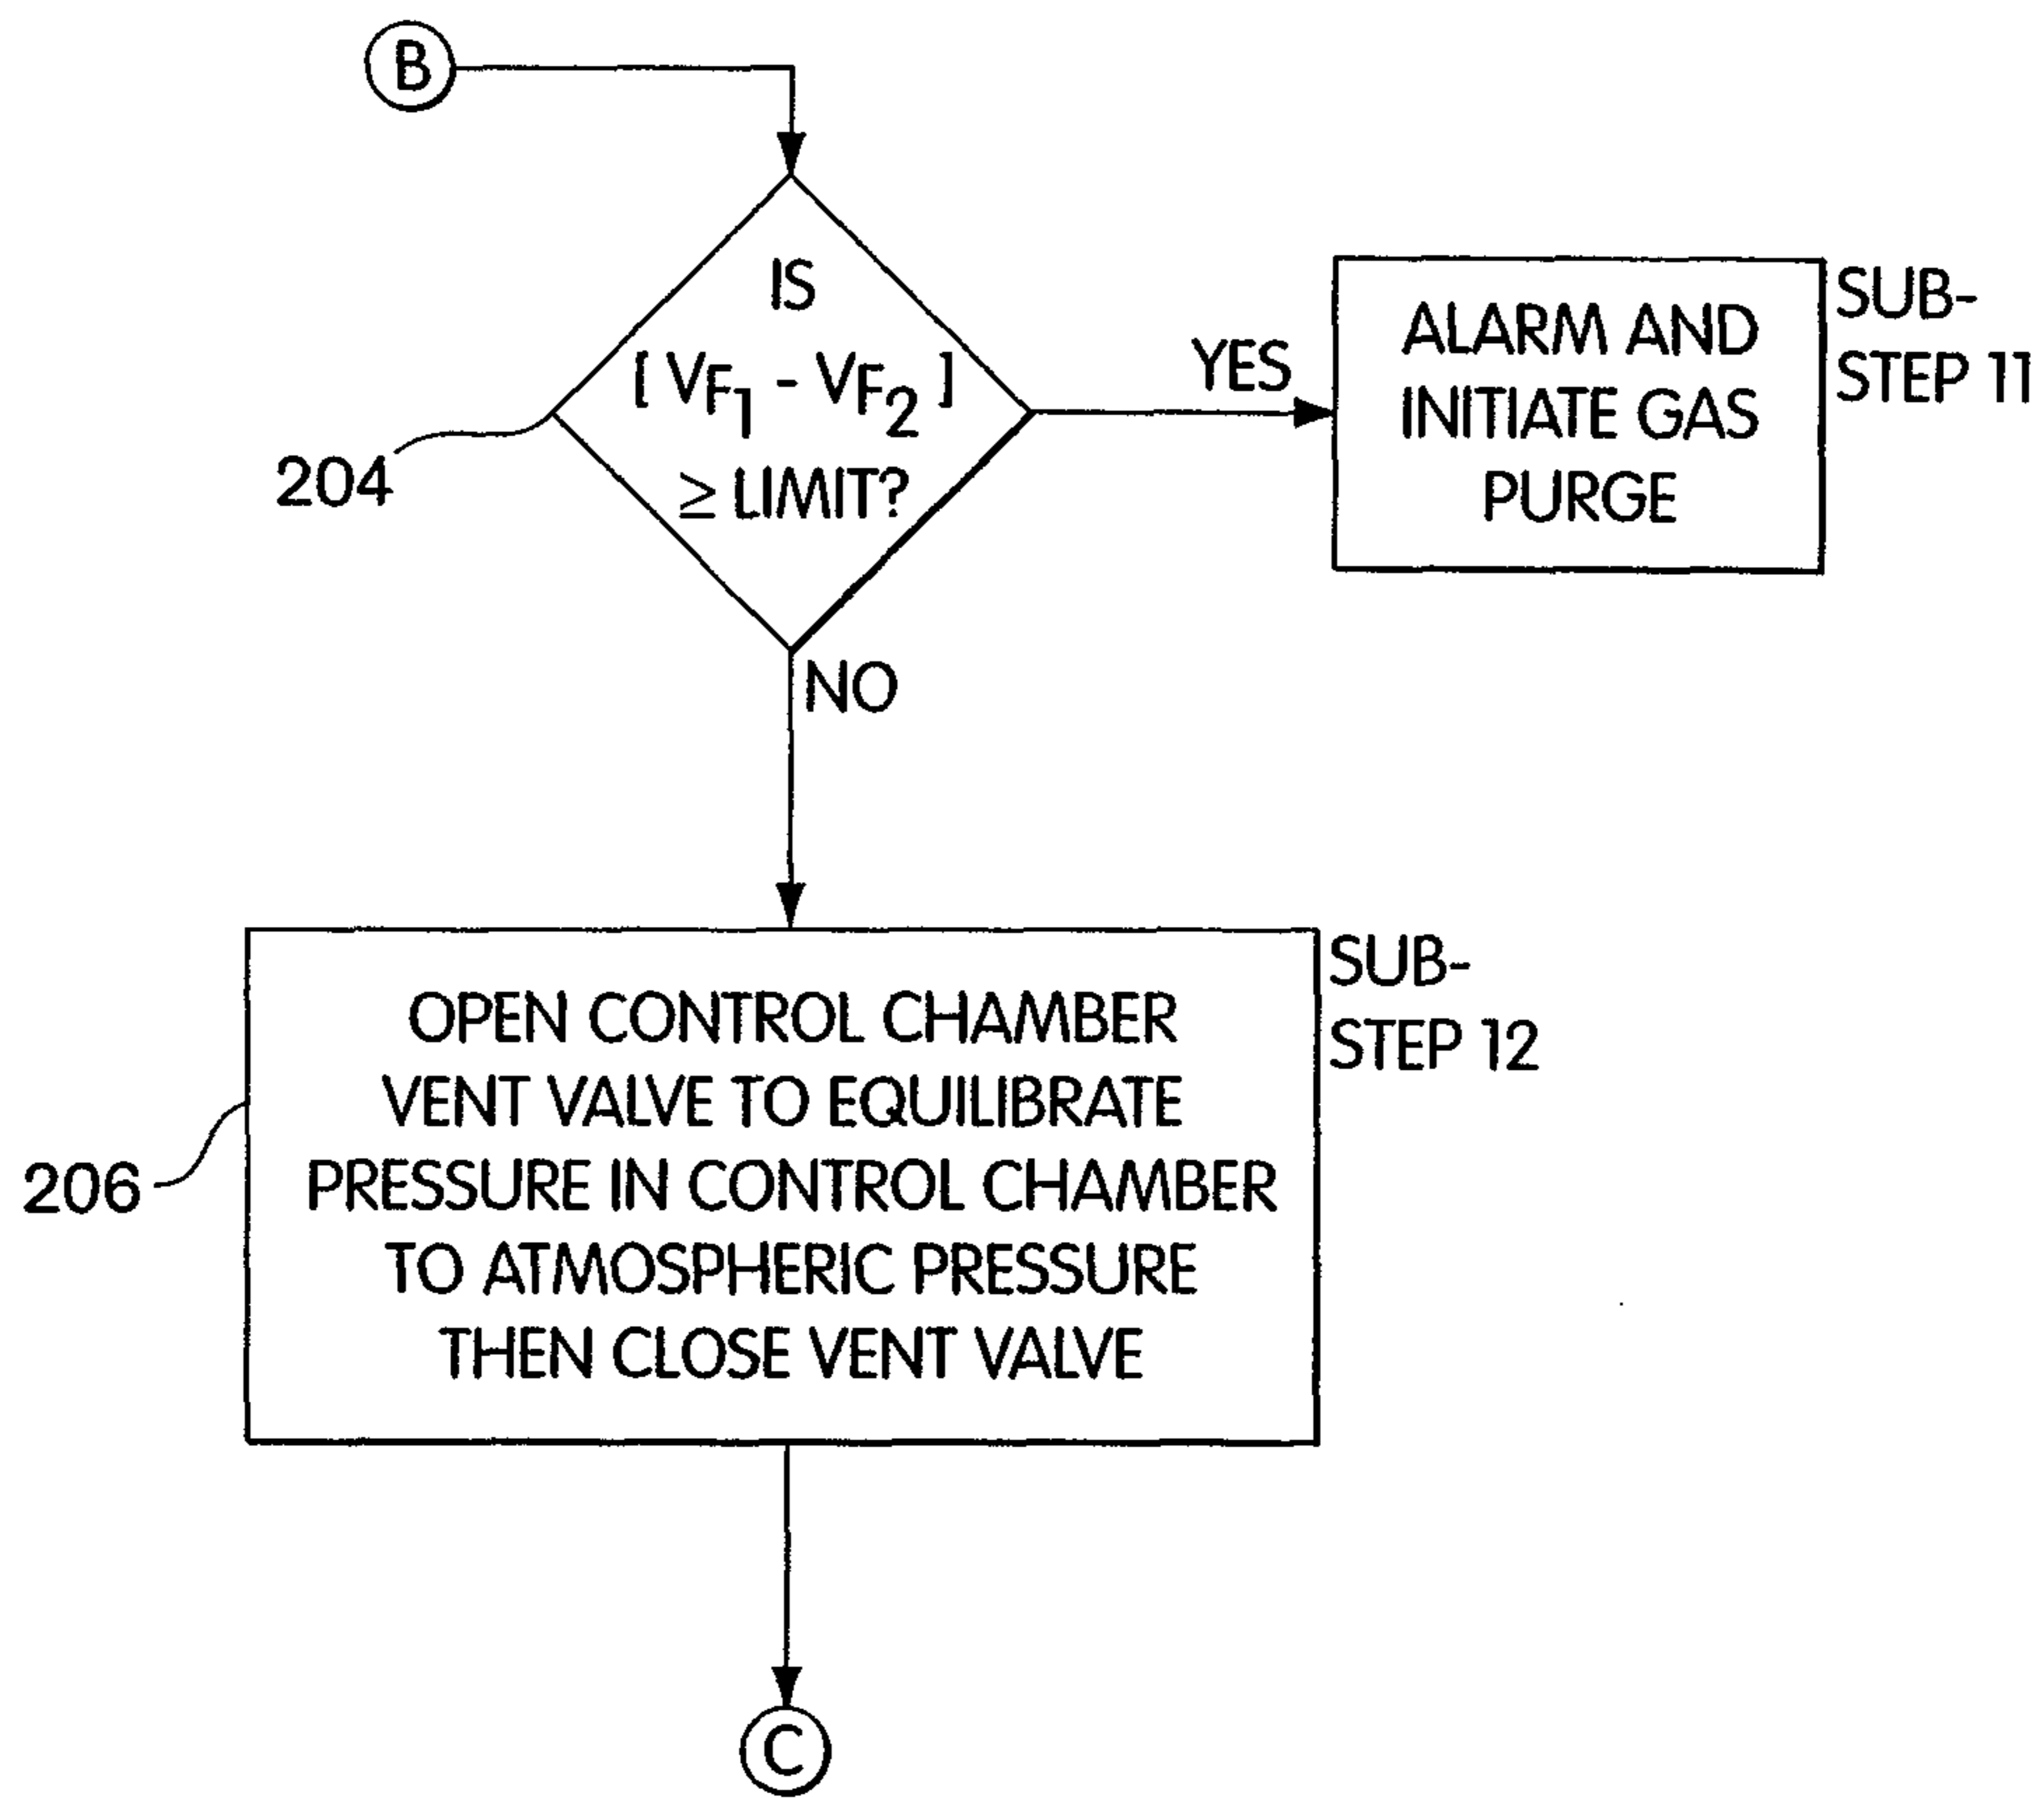 B
IS
[ VF1 - VF2 ]
≥ LIMIT?
204
YES
ALARM AND
INITIATE GAS
PURGE
SUB-
STEP 11
NO
OPEN CONTROL CHAMBER
VENT VALVE TO EQUILIBRATE
PRESSURE IN CONTROL CHAMBER
TO ATMOSPHERIC PRESSURE
THEN CLOSE VENT VALVE
SUB-
STEP 12
206
C